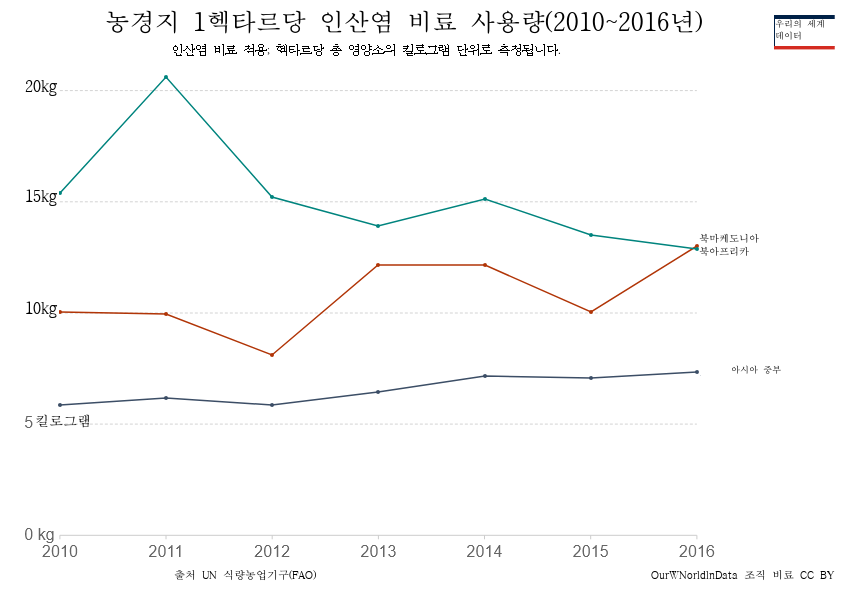 농경지 1헥타르당 인산염 비료 사용량(2010~2016년)
우리의 세계
데이터
인산염 비료 적용; 헥타르당 총 영양소의 킬로그램 단위로 측정됩니다.
20kg
15kg
북마케도니아
북아프리카
10kg
아시아 중부
5 킬로그램
0 kg
2010 2011 2012 2013 2014 2015 2016
출처 UN 식량농업기구(FAO)
OurWNorldInData 조직 비료 CC BY